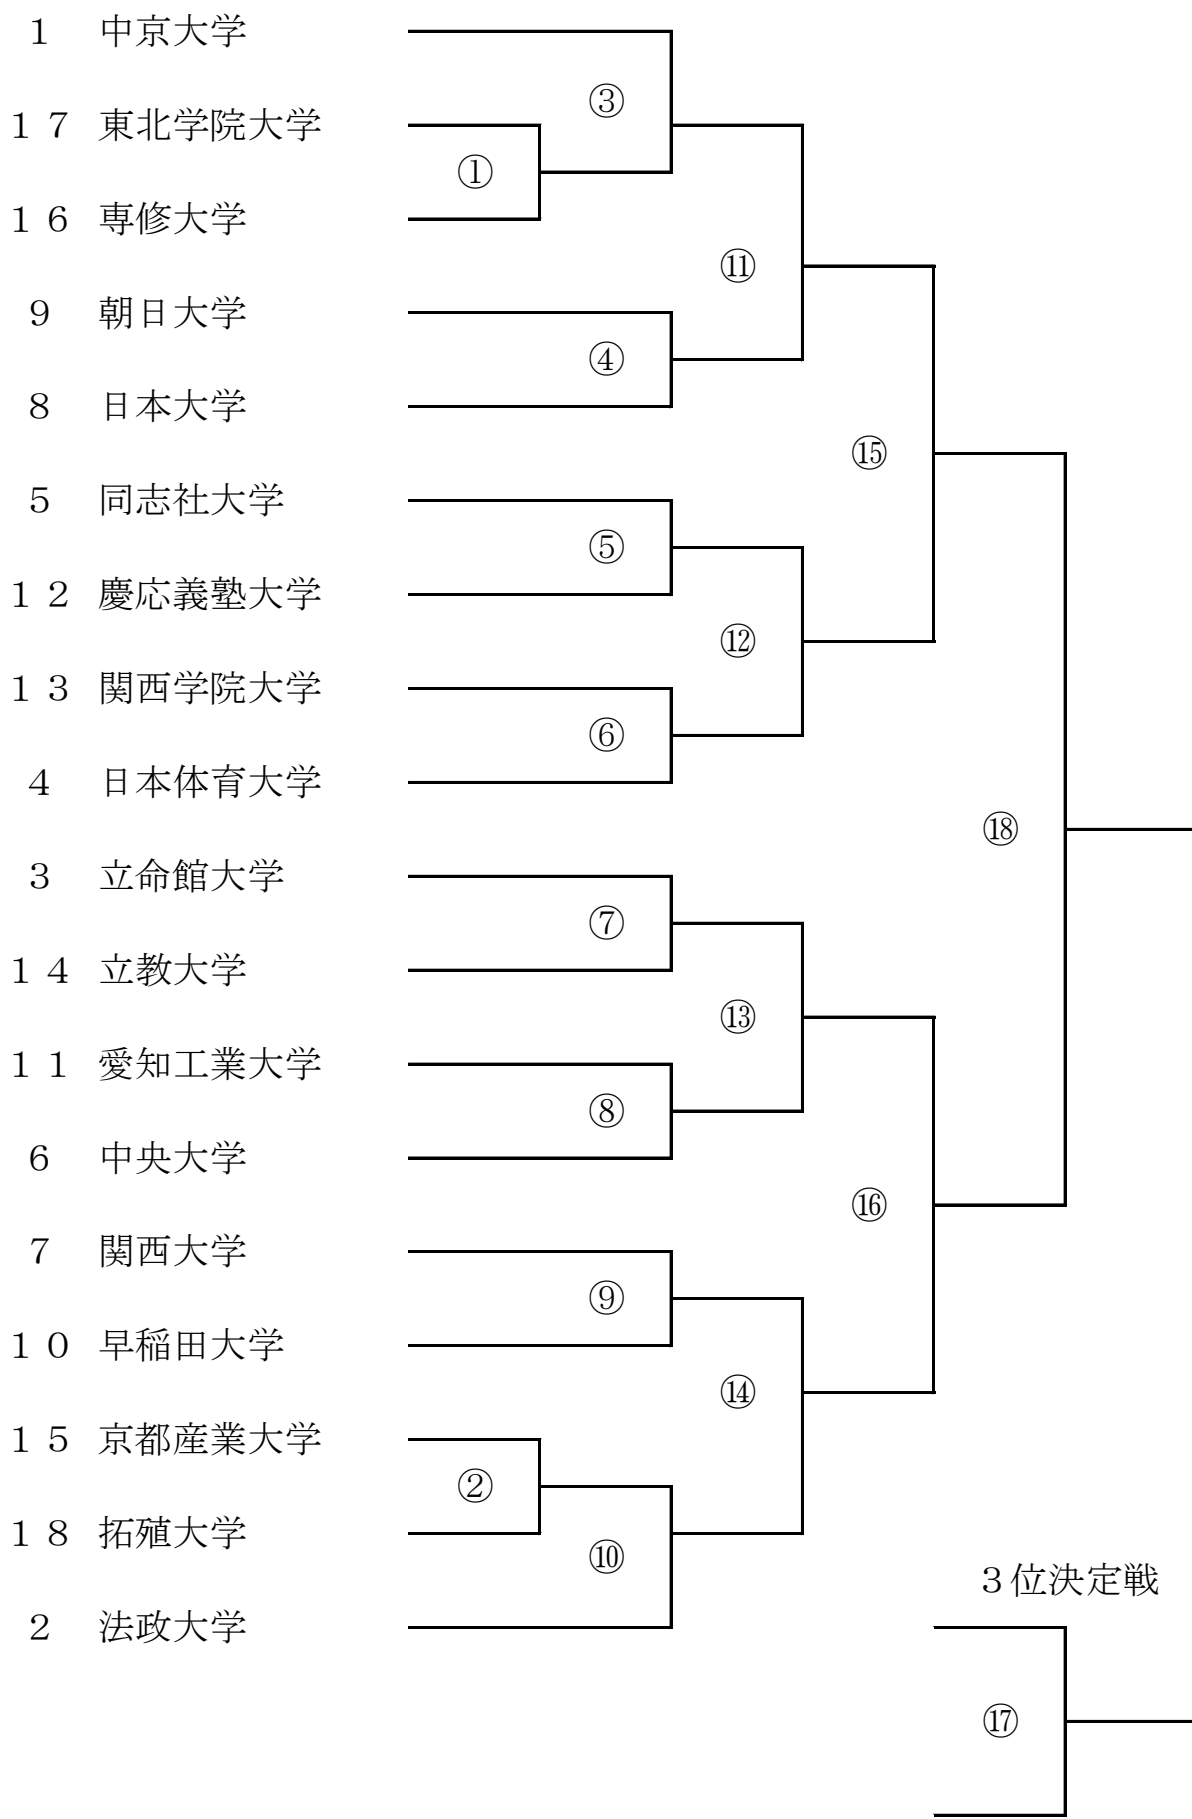 １ 中京大学
③
１７ 東北学院大学
①
１６ 専修大学
⑪
９ 朝日大学
④
８ 日本大学
⑮
５ 同志社大学
⑤
１２ 慶応義塾大学
⑫
１３ 関西学院大学
⑥
４ 日本体育大学
⑱
３ 立命館大学
⑦
１４ 立教大学
⑬
１１ 愛知工業大学
⑧
６ 中央大学
⑯
７ 関西大学
⑨
１０ 早稲田大学
⑭
１５ 京都産業大学
②
１８ 拓殖大学
⑩
３位決定戦
２ 法政大学
⑰